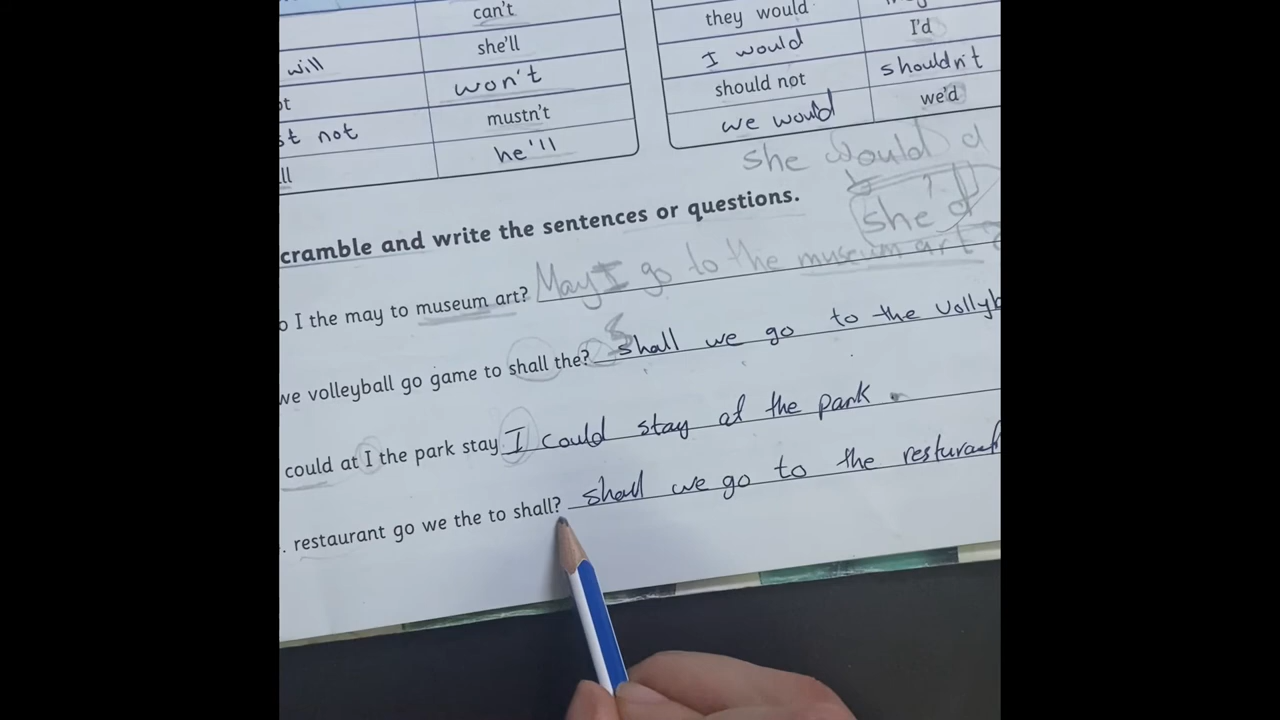 can't
they would
I'd
will
she'll
I would
won't
should not
shouldn't
st not
mustn't
we would
we'd
ll
he'll
she would d
she'd
cramble and write the sentences or questions.
o I the may to museum art? May I go to the museum art
we volleyball go game to shall the? shall we go to the vollyb
could at I the park stay I could stay at the park.
. restaurant go we the to shall? shall we go to the resturant